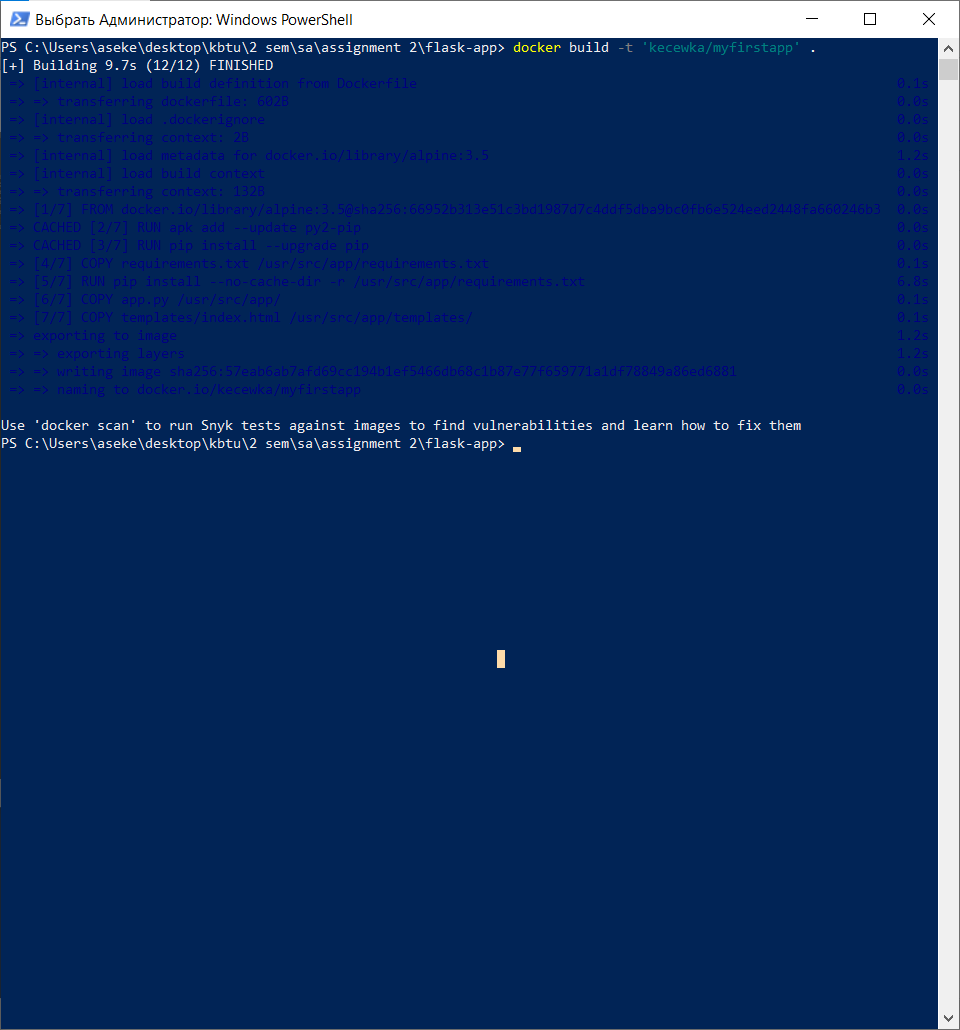 Выбрать Администратор: Windows PowerShell
PS C:\Users\aseke\desktop\kbtu\2 sem\sa\assignment 2\flask-app> docker build -t 'kecewka/myfirstapp' .
[+] Building 9.7s (12/12) FINISHED
=> [internal] load build definition from Dockerfile 0.1s
=> => transferring dockerfile: 602B 0.0s
=> [internal] load .dockerignore 0.0s
=> => transferring context: 2B 0.0s
=> [internal] load metadata for docker.io/library/alpine:3.5 1.2s
=> [internal] load build context 0.0s
=> => transferring context: 132B 0.0s
=> [1/7] FROM docker.io/library/alpine:3.5@sha256:66952b313e51c3bd1987d7c4ddf5dba9bc0fb6e524eed2448fa660246b3 0.0s
=> CACHED [2/7] RUN apk add --update py2-pip 0.0s
=> CACHED [3/7] RUN pip install --upgrade pip 0.0s
=> [4/7] COPY requirements.txt /usr/src/app/requirements.txt 0.1s
=> [5/7] RUN pip install --no-cache-dir -r /usr/src/app/requirements.txt 6.8s
=> [6/7] COPY app.py /usr/src/app/ 0.1s
=> [7/7] COPY templates/index.html /usr/src/app/templates/ 0.1s
=> exporting to image 1.2s
=> => exporting layers 1.2s
=> => writing image sha256:57eab6ab7afd69cc194b1ef5466db68c1b87e77f659771a1df78849a86ed6881 0.0s
=> => naming to docker.io/kecewka/myfirstapp 0.0s
Use 'docker scan' to run Snyk tests against images to find vulnerabilities and learn how to fix them
PS C:\Users\aseke\desktop\kbtu\2 sem\sa\assignment 2\flask-app>